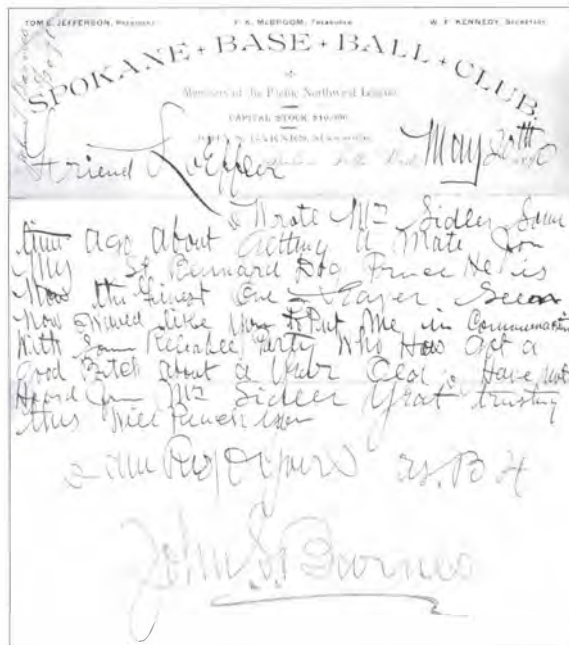 TOM E. JEFFERSON, President. F. K. McBROOM, Treasurer. W. F. KENNEDY, Secretary.
SPOKANE + BASE + BALL + CLUB.
Members of the Pacific Northwest League.
CAPITAL STOCK $10,000
JOHN S. BARNES, Manager.
May 20th
Friend Loeffler
I Wrote Mr Sidler Some
time ago about Getting a Mate for
My St Bernard Dog Prince He is
Now the finest One I Ever Seen
Now I Would like You to Put Me in
With Some Party Who Has Got a
Good Bitch about a Year Old I Have Not
Heard from Mr Sidler Yet trusting
this Will Reach You
I am Yours
John S. Barnes